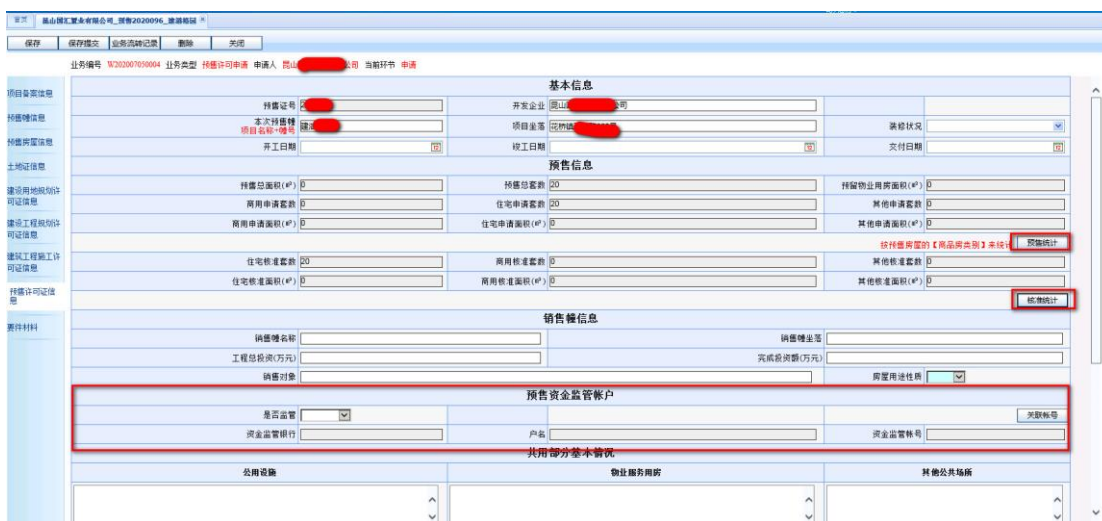 首页 昆山国汇置业有限公司_预售2020096_建滔裕园
保存 保存提交 业务流转记录 删除 关闭
业务编号 W202007050004 业务类型 预售许可申请 申请人 昆山 公司 当前环节 申请
项目备案信息
预售幢信息
预售房屋信息
土地证信息
建设用地规划许
可证信息
建设工程规划许
可证信息
建筑工程施工许
可证信息
预售许可证信
息
要件材料
基本信息
预售证号 开发企业 昆山 公司
本次预售幢
项目名称+幢号 建滔 项目坐落 花桥镇 装修状况
开工日期 竣工日期 交付日期
预售信息
预售总面积(m²) 0 预售总套数 20 预留物业用房面积(m²) 0
商用申请套数 0 住宅申请套数 20 其他申请套数 0
商用申请面积(m²) 0 住宅申请面积(m²) 0 其他申请面积(m²) 0
按预售房屋的【商品房类别】来统计 预售统计
住宅核准套数 20 商用核准套数 0 其他核准套数 0
住宅核准面积(m²) 0 商用核准面积(m²) 0 其他核准面积(m²) 0
核准统计
销售幢信息
销售幢名称 销售幢坐落
工程总投资(万元) 完成投资额(万元)
销售对象 房屋用途性质
预售资金监管帐户
是否监管 关联帐号
资金监管银行 户名 资金监管帐号
共用部分基本情况
公用设施 物业服务用房 其他公共场所